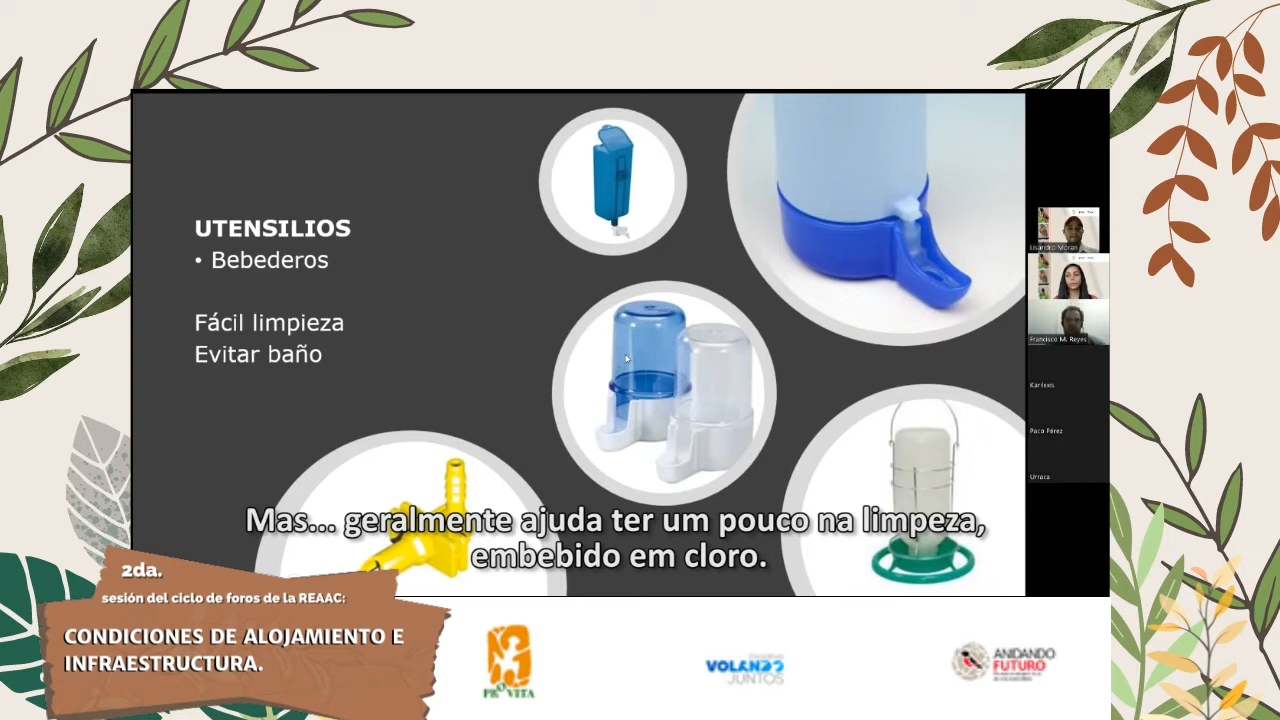 UTENSILIOS
• Bebederos
Fácil limpieza
Evitar baño
Lisandro Moran
Francisco M. Reyes
Karilexis
Paco Pérez
Urraca
Mas... geralmente ajuda ter um pouco na limpeza,
embebido em cloro.
2da.
sesión del ciclo de foros de la REAAC:
CONDICIONES DE ALOJAMIENTO E
INFRAESTRUCTURA.
PROVITA
VOLANDO
JUNTOS
ANIDANDO
FUTURO